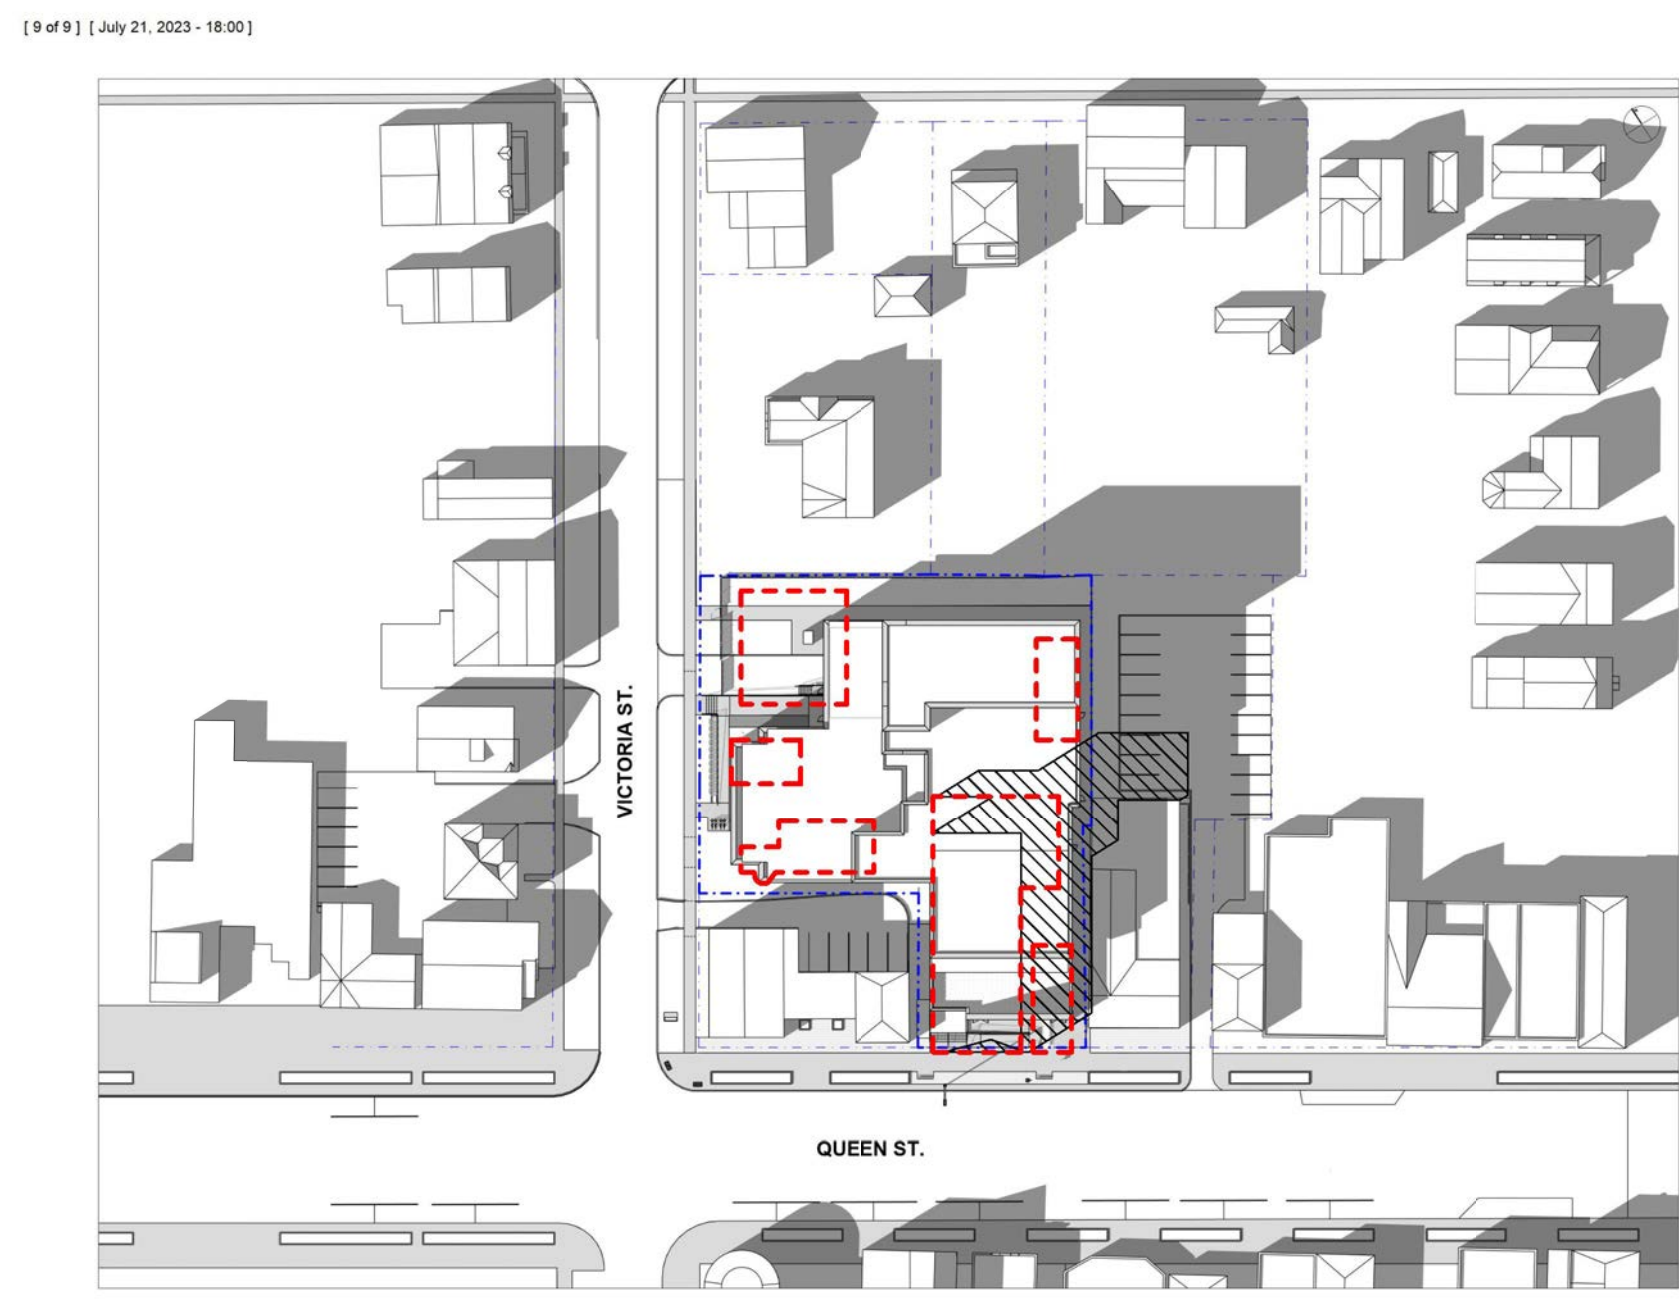 [ 9 of 9 ] [ July 21, 2023 - 18:00 ]
VICTORIA ST.
QUEEN ST.